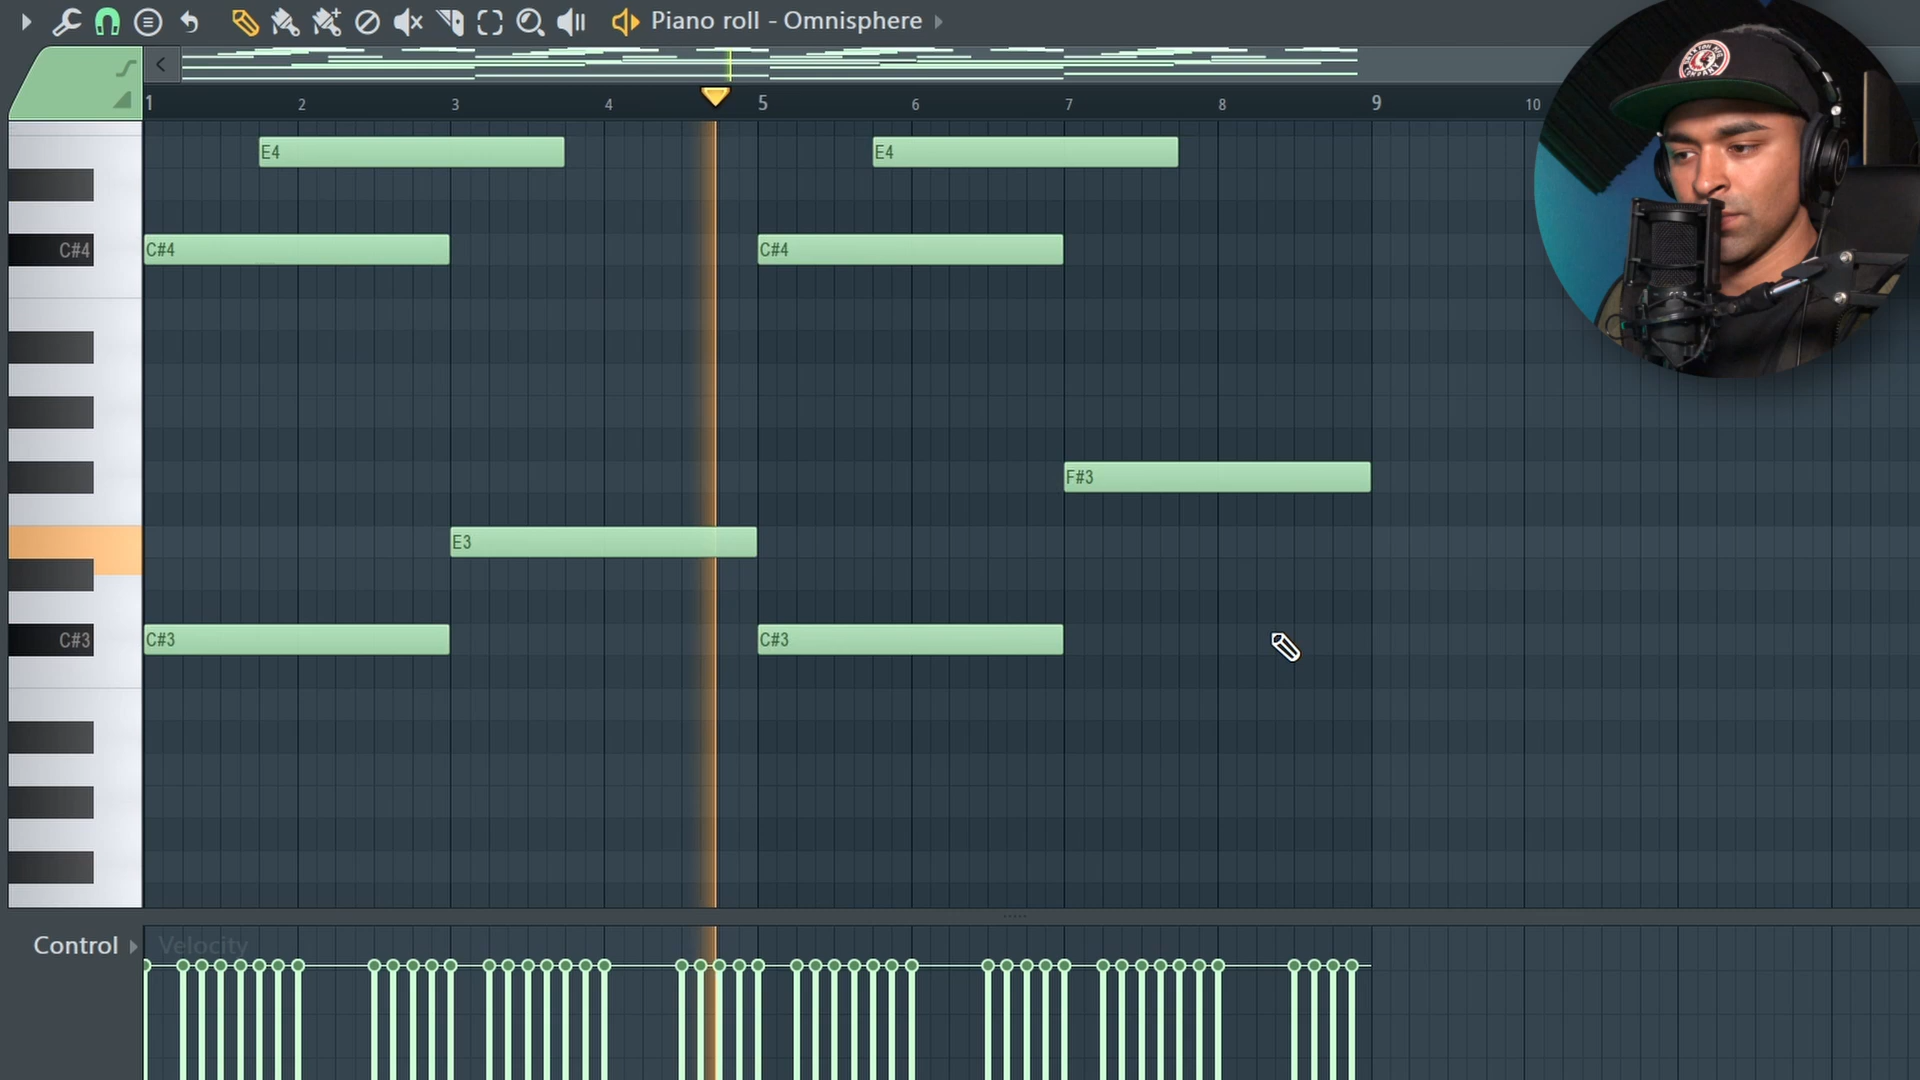 Piano roll - Omnisphere
1 2 3 4 5 6 7 8 9 10
E4 E4
C#4 C#4 C#4
F#3
E3
C#3 C#3 C#3
Control Velocity